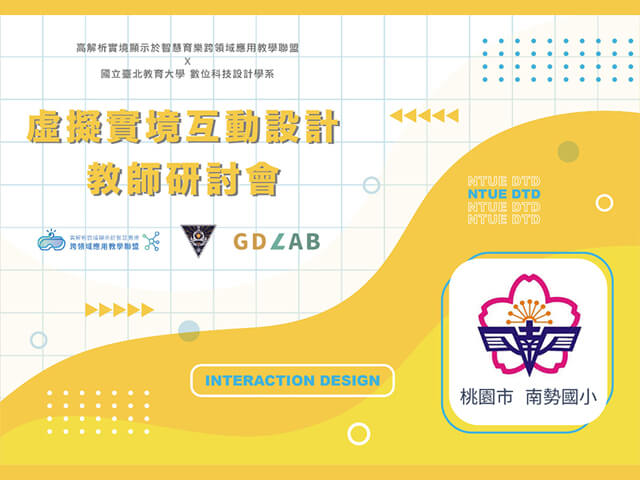 高解析實境顯示於智慧育樂跨領域應用教學聯盟
X
國立臺北教育大學 數位科技設計學系
虛擬實境互動設計
教師研討會
跨領域應用教學聯盟
GDLAB
NTUE DTD
NTUE DTD
NTUE DTD
NTUE DTD
INTERACTION DESIGN
桃園市 南勢國小